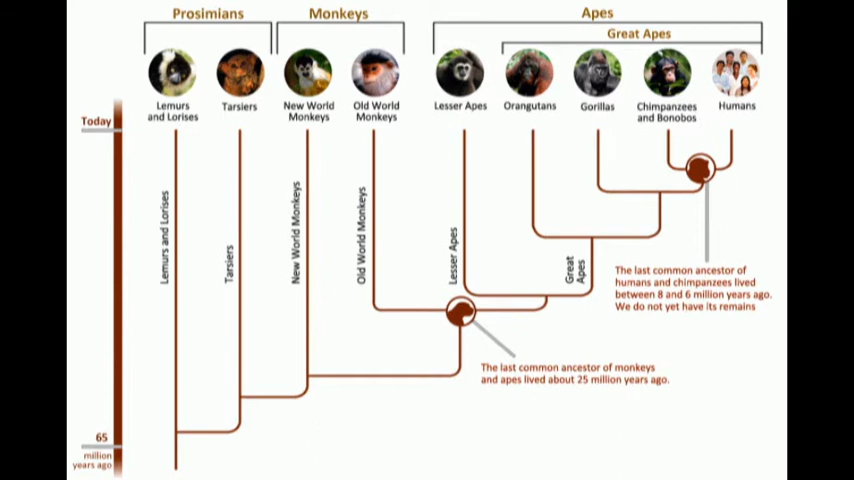 Prosimians
Monkeys
Apes
Great Apes
Lemurs
and Lorises
Tarsiers
New World
Monkeys
Old World
Monkeys
Lesser Apes
Orangutans
Gorillas
Chimpanzees
and Bonobos
Humans
Today
Lemurs and Lorises
Tarsiers
New World Monkeys
Old World Monkeys
Lesser Apes
Great
Apes
The last common ancestor of
humans and chimpanzees lived
between 8 and 6 million years ago.
We do not yet have its remains
The last common ancestor of monkeys
and apes lived about 25 million years ago.
65
million
years ago